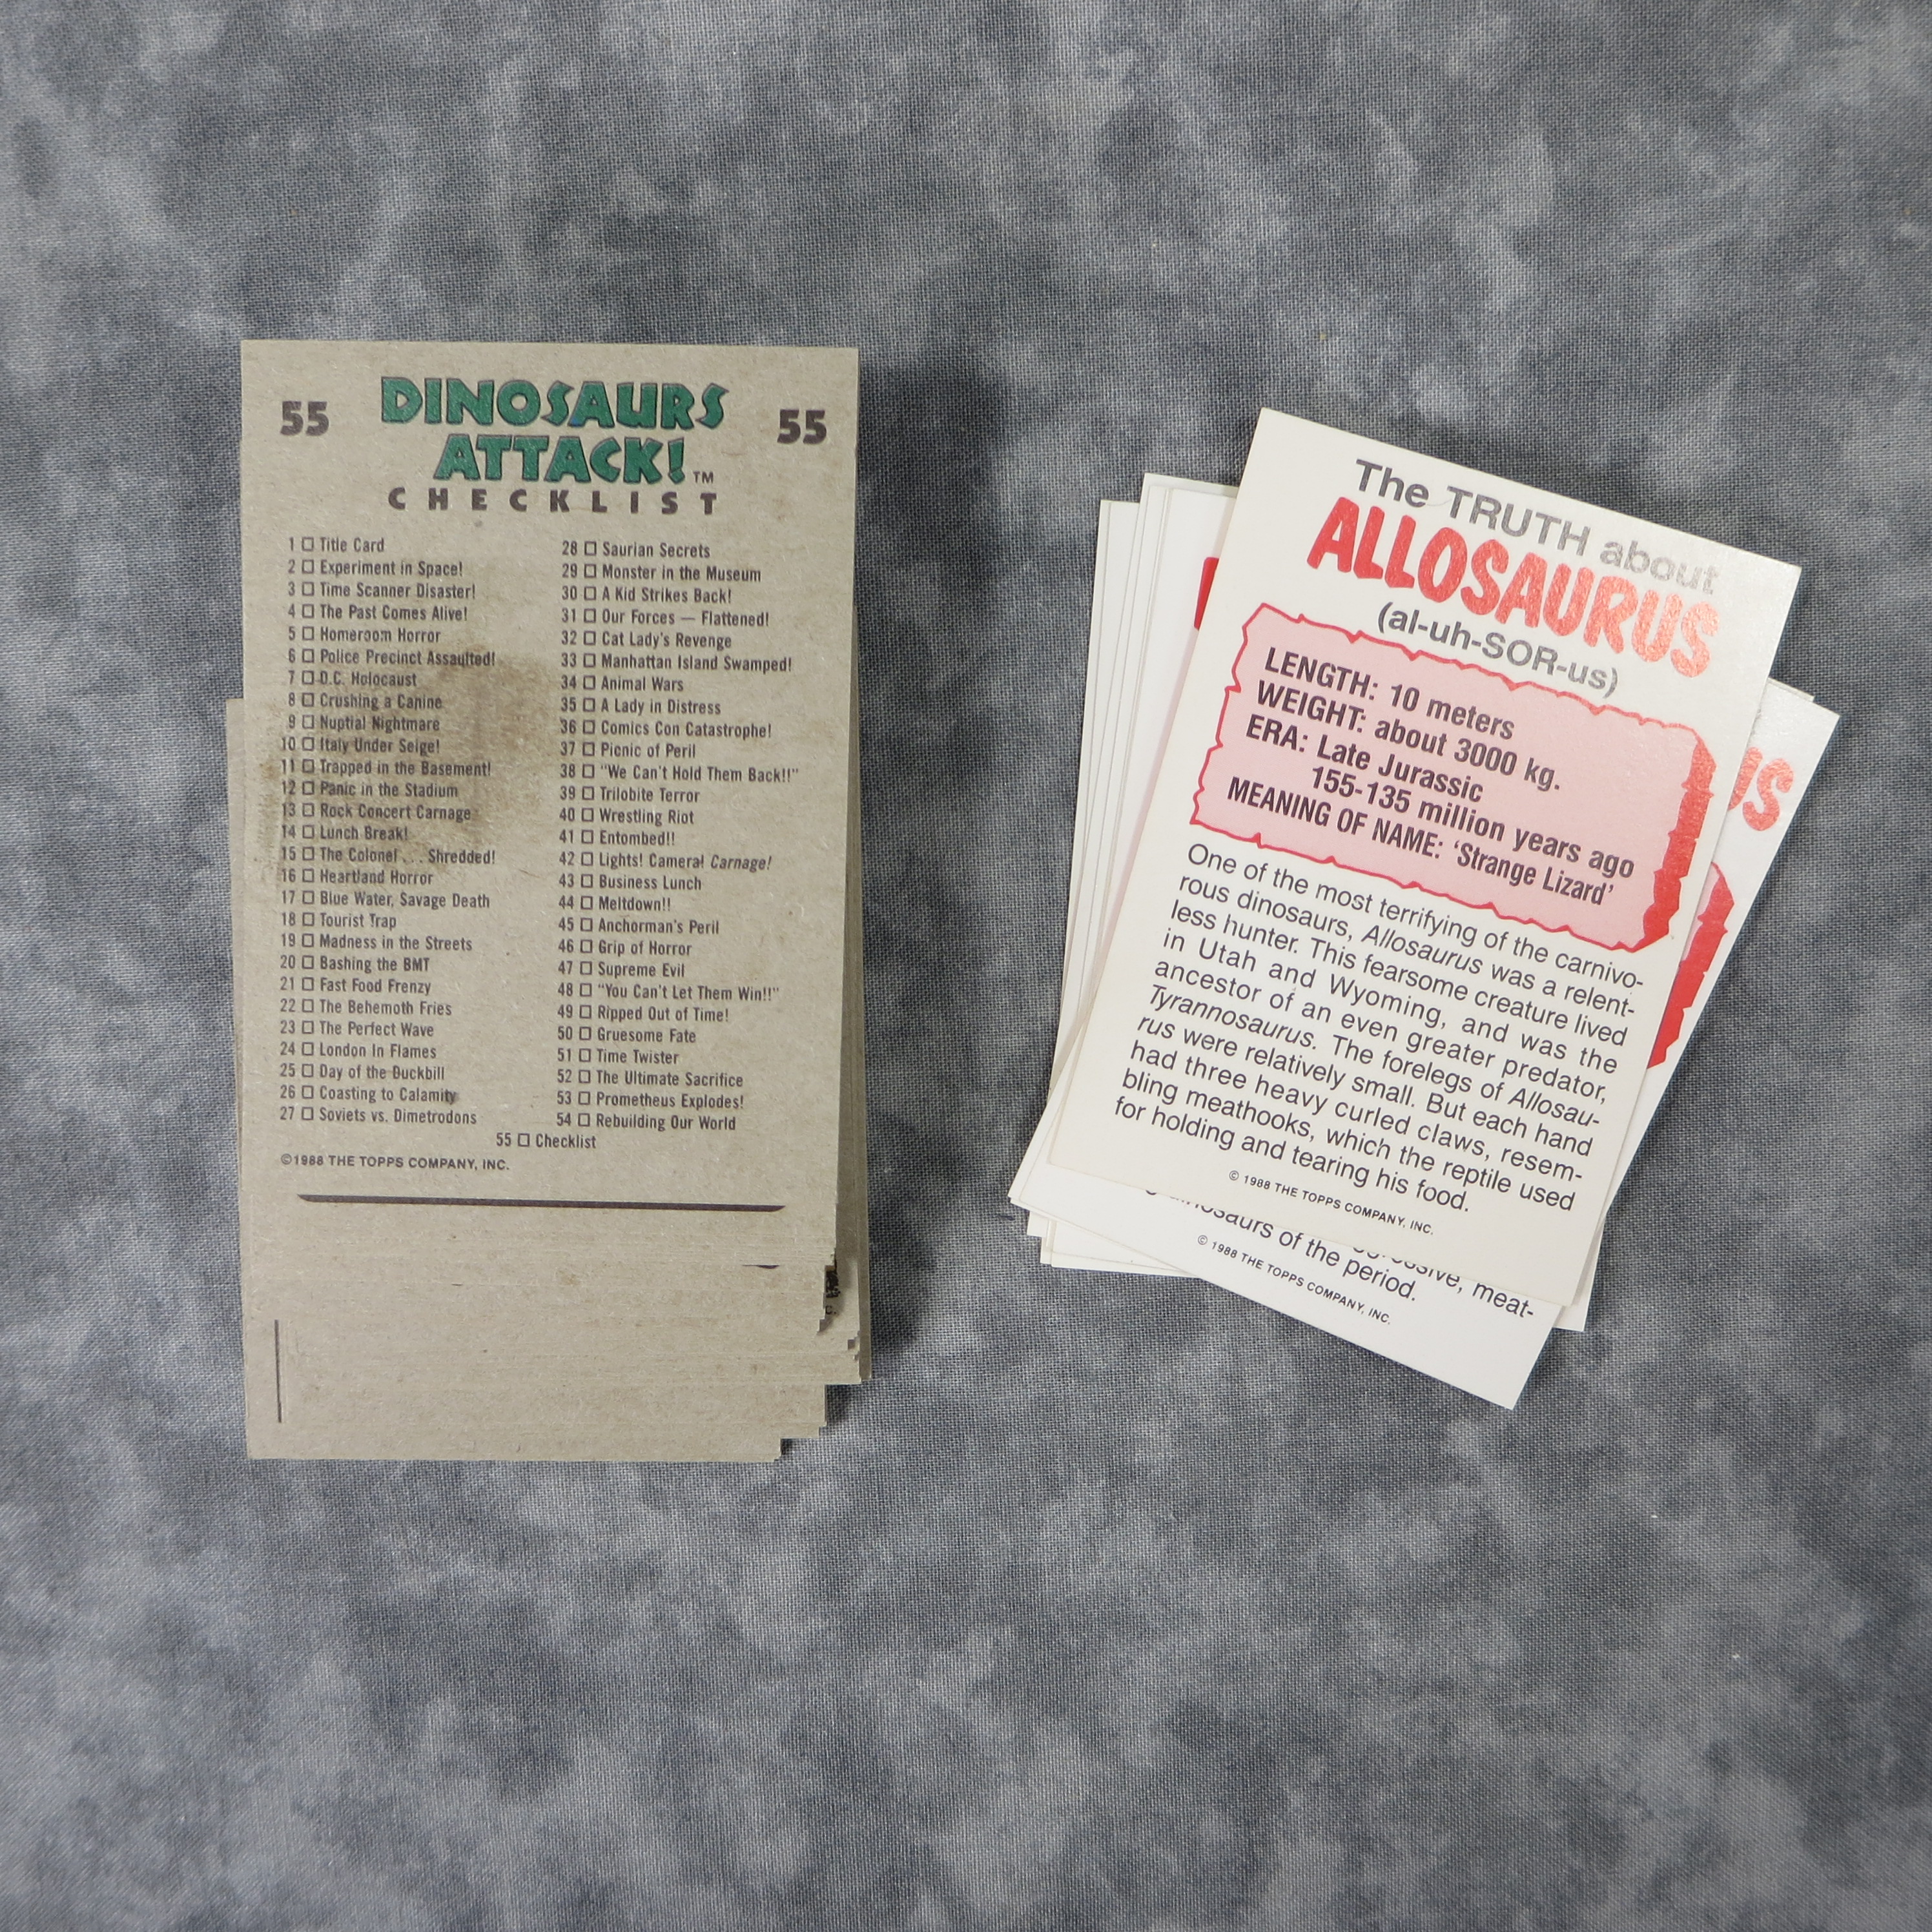 55 DINOSAURS 55
ATTACK!™
CHECKLIST
1 Title Card
2 Experiment in Space!
3 Time Scanner Disaster!
4 The Past Comes Alive!
5 Homeroom Horror
6 Police Precinct Assaulted!
7 D.C. Holocaust
8 Crushing a Canine
9 Nuptial Nightmare
10 Italy Under Seige!
11 Trapped in the Basement!
12 Panic in the Stadium
13 Rock Concert Carnage
14 Lunch Break!
15 The Colonel . . . Shredded!
16 Heartland Horror
17 Blue Water, Savage Death
18 Tourist Trap
19 Madness in the Streets
20 Bashing the BMT
21 Fast Food Frenzy
22 The Behemoth Fries
23 The Perfect Wave
24 London In Flames
25 Day of the Buckbill
26 Coasting to Calamity
27 Soviets vs. Dimetrodons
28 Saurian Secrets
29 Monster in the Museum
30 A Kid Strikes Back!
31 Our Forces — Flattened!
32 Cat Lady's Revenge
33 Manhattan Island Swamped!
34 Animal Wars
35 A Lady in Distress
36 Comics Con Catastrophe!
37 Picnic of Peril
38 "We Can't Hold Them Back!!"
39 Trilobite Terror
40 Wrestling Riot
41 Entombed!!
42 Lights! Camera! Carnage!
43 Business Lunch
44 Meltdown!!
45 Anchorman's Peril
46 Grip of Horror
47 Supreme Evil
48 "You Can't Let Them Win!!"
49 Ripped Out of Time!
50 Gruesome Fate
51 Time Twister
52 The Ultimate Sacrifice
53 Prometheus Explodes!
54 Rebuilding Our World
55 Checklist
©1988 THE TOPPS COMPANY, INC.
The TRUTH about
ALLOSAURUS
(al-uh-SOR-us)
LENGTH: 10 meters
WEIGHT: about 3000 kg.
ERA: Late Jurassic
155-135 million years ago
MEANING OF NAME: 'Strange Lizard'
One of the most terrifying of the carnivo-
rous dinosaurs, Allosaurus was a relent-
less hunter. This fearsome creature lived
in Utah and Wyoming, and was the
ancestor of an even greater predator,
Tyrannosaurus. The forelegs of Allosau-
rus were relatively small. But each hand
had three heavy curled claws, resem-
bling meathooks, which the reptile used
for holding and tearing his food.
© 1988 THE TOPPS COMPANY, INC.
US
meat-
dinosaurs of the period.
© 1988 THE TOPPS COMPANY, INC.